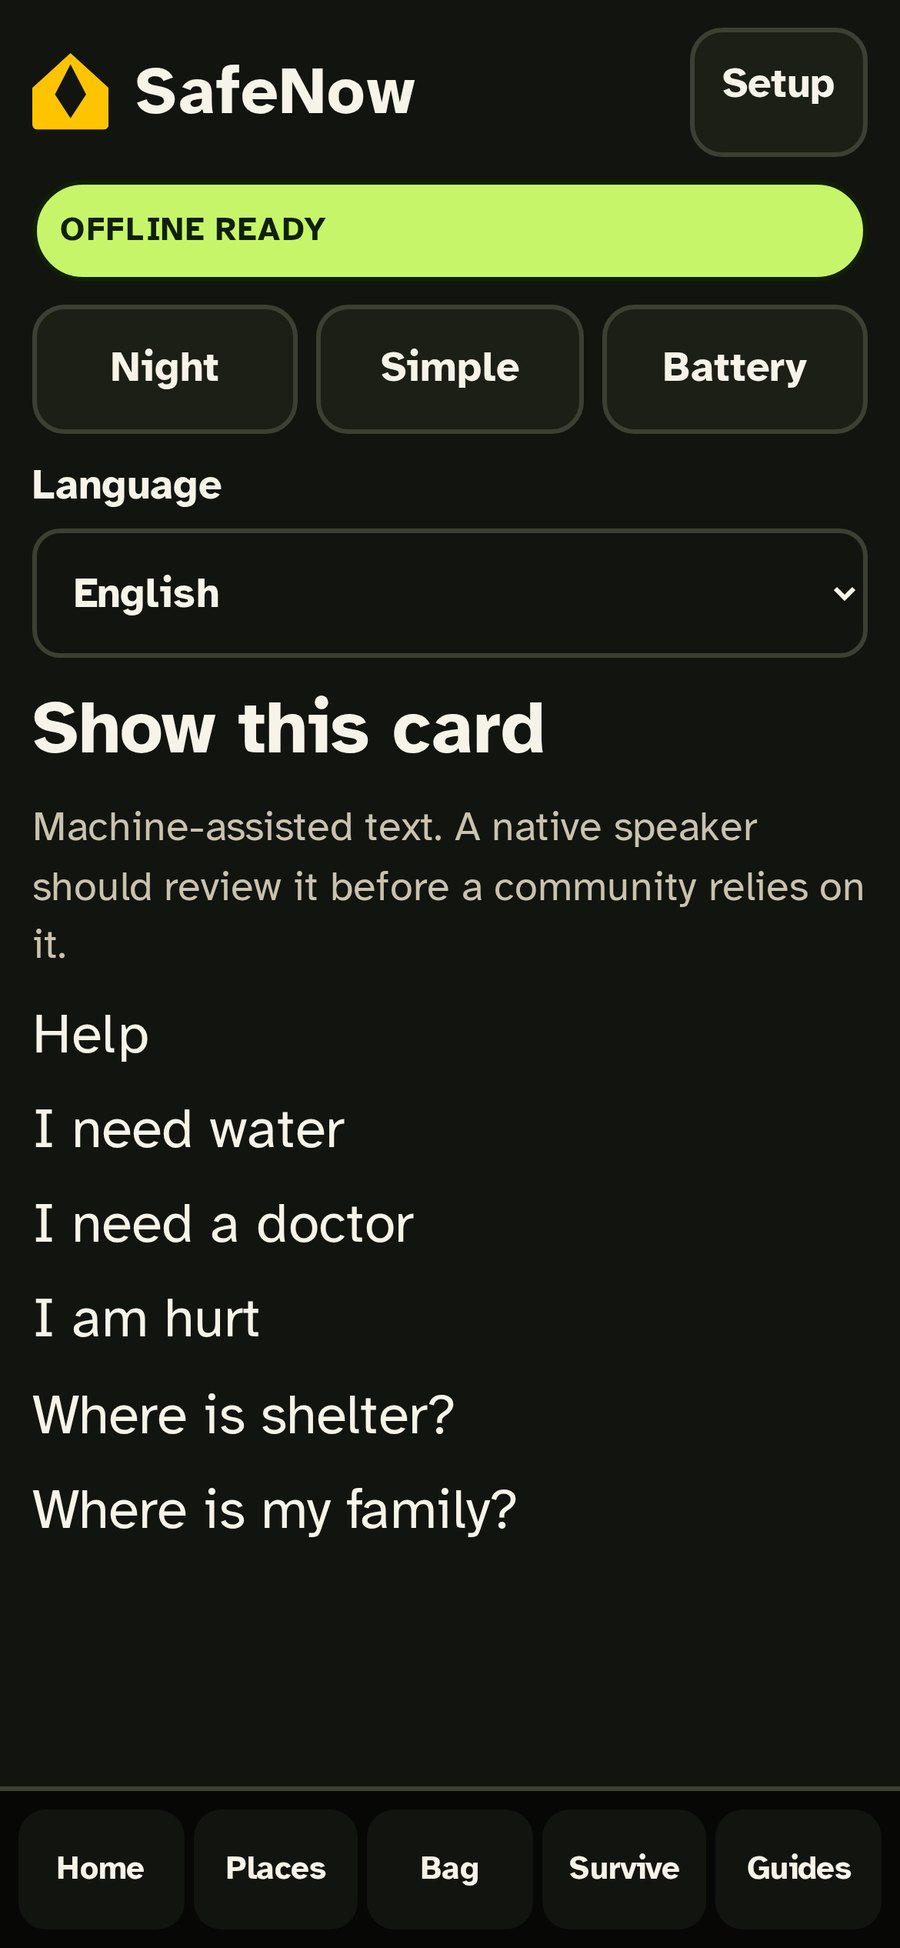 SafeNow
Setup
OFFLINE READY
Night
Simple
Battery
Language
English
Show this card
Machine-assisted text. A native speaker
should review it before a community relies on
it.
Help
I need water
I need a doctor
I am hurt
Where is shelter?
Where is my family?
Home
Places
Bag
Survive
Guides